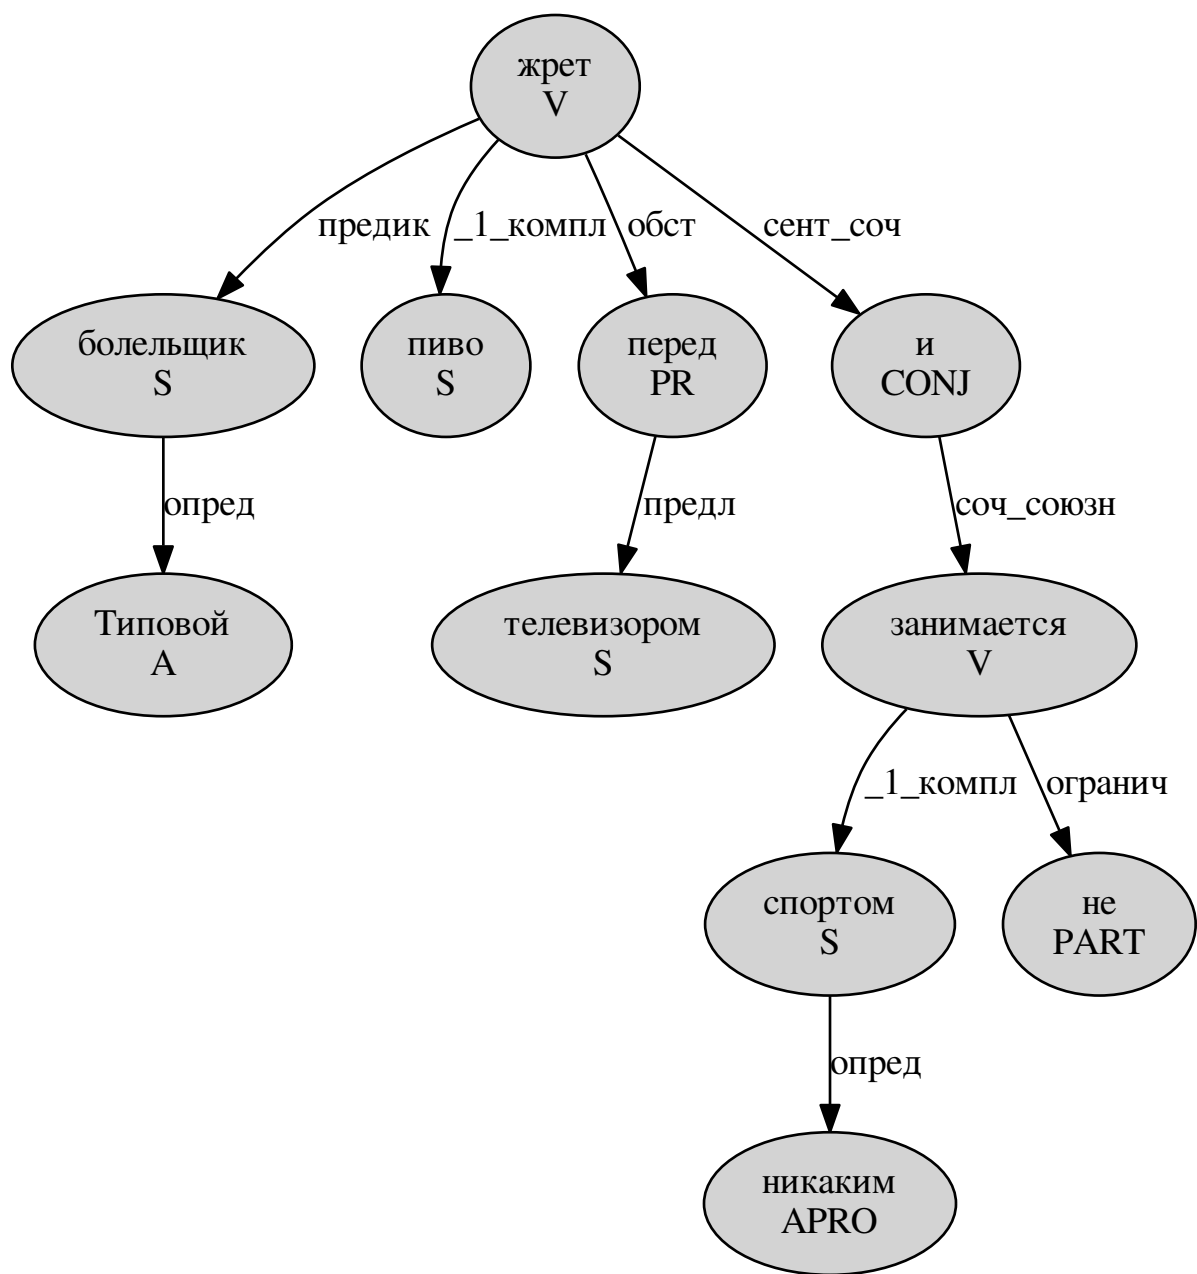 жрет
V
предик
_1_компл
обст
сент_соч
болельщик
S
пиво
S
перед
PR
и
CONJ
опред
предл
соч_союзн
Типовой
A
телевизором
S
занимается
V
_1_компл
огранич
спортом
S
не
PART
опред
никаким
APRO